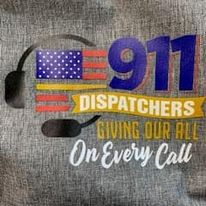 911
DISPATCHERS
GIVING OUR ALL
On Every Call